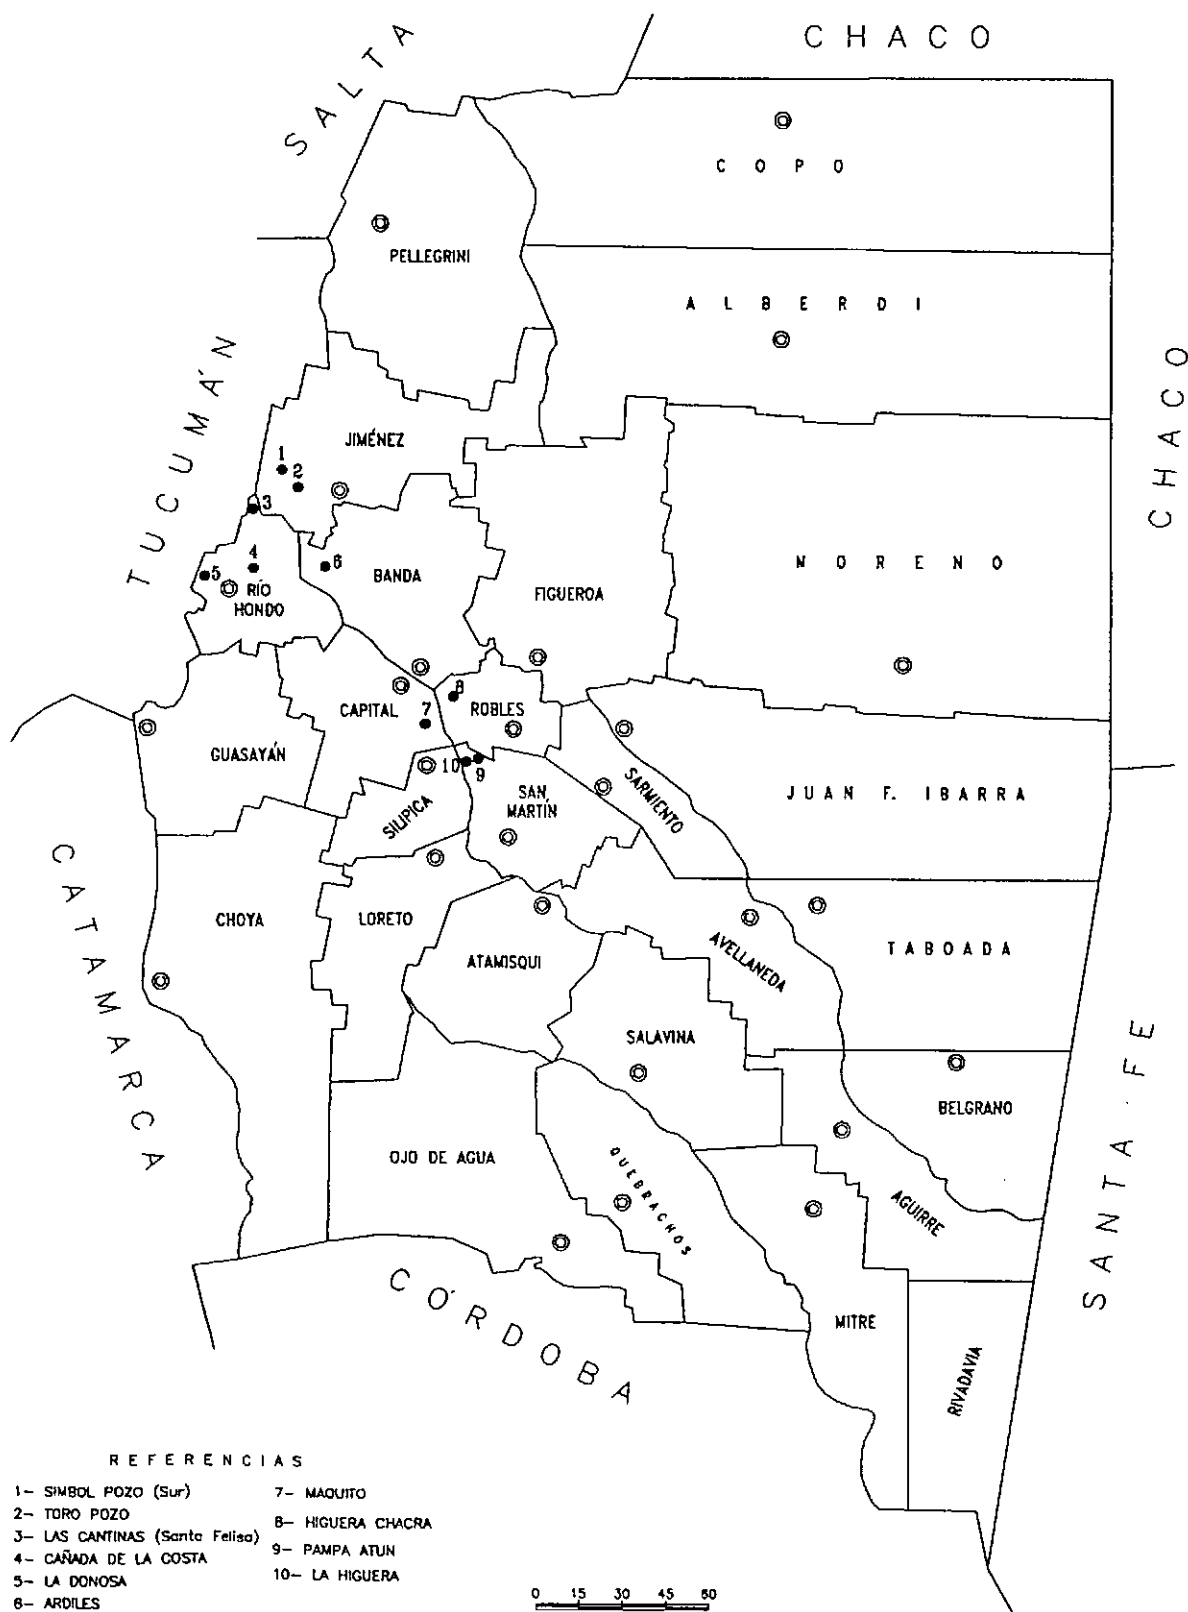 CHACO
SALTA
COPO
PELLEGRINI
ALBERDI
TUCUMÁN
CHACO
JIMÉNEZ
1
2
3
MORENO
4
5
6
BANDA
RÍO
HONDO
FIGUEROA
8
CAPITAL
7
ROBLES
GUASAYÁN
10
9
SARMIENTO
JUAN F. IBARRA
SAN
MARTÍN
SILIPICA
CATAMARCA
CHOYA
LORETO
AVELLANEDA
TABOADA
ATAMISQUI
SALAVINA
SANTA FE
BELGRANO
OJO DE AGUA
QUEBRACHOS
AGUIRRE
CÓRDOBA
MITRE
RIVADAVIA
REFERENCIAS
1- SIMBOL POZO (Sur)
2- TORO POZO
3- LAS CANTINAS (Santa Felisa)
4- CAÑADA DE LA COSTA
5- LA DONOSA
6- ARDILES
7- MAQUITO
8- HIGUERA CHACRA
9- PAMPA ATUN
10- LA HIGUERA
0 15 30 45 60